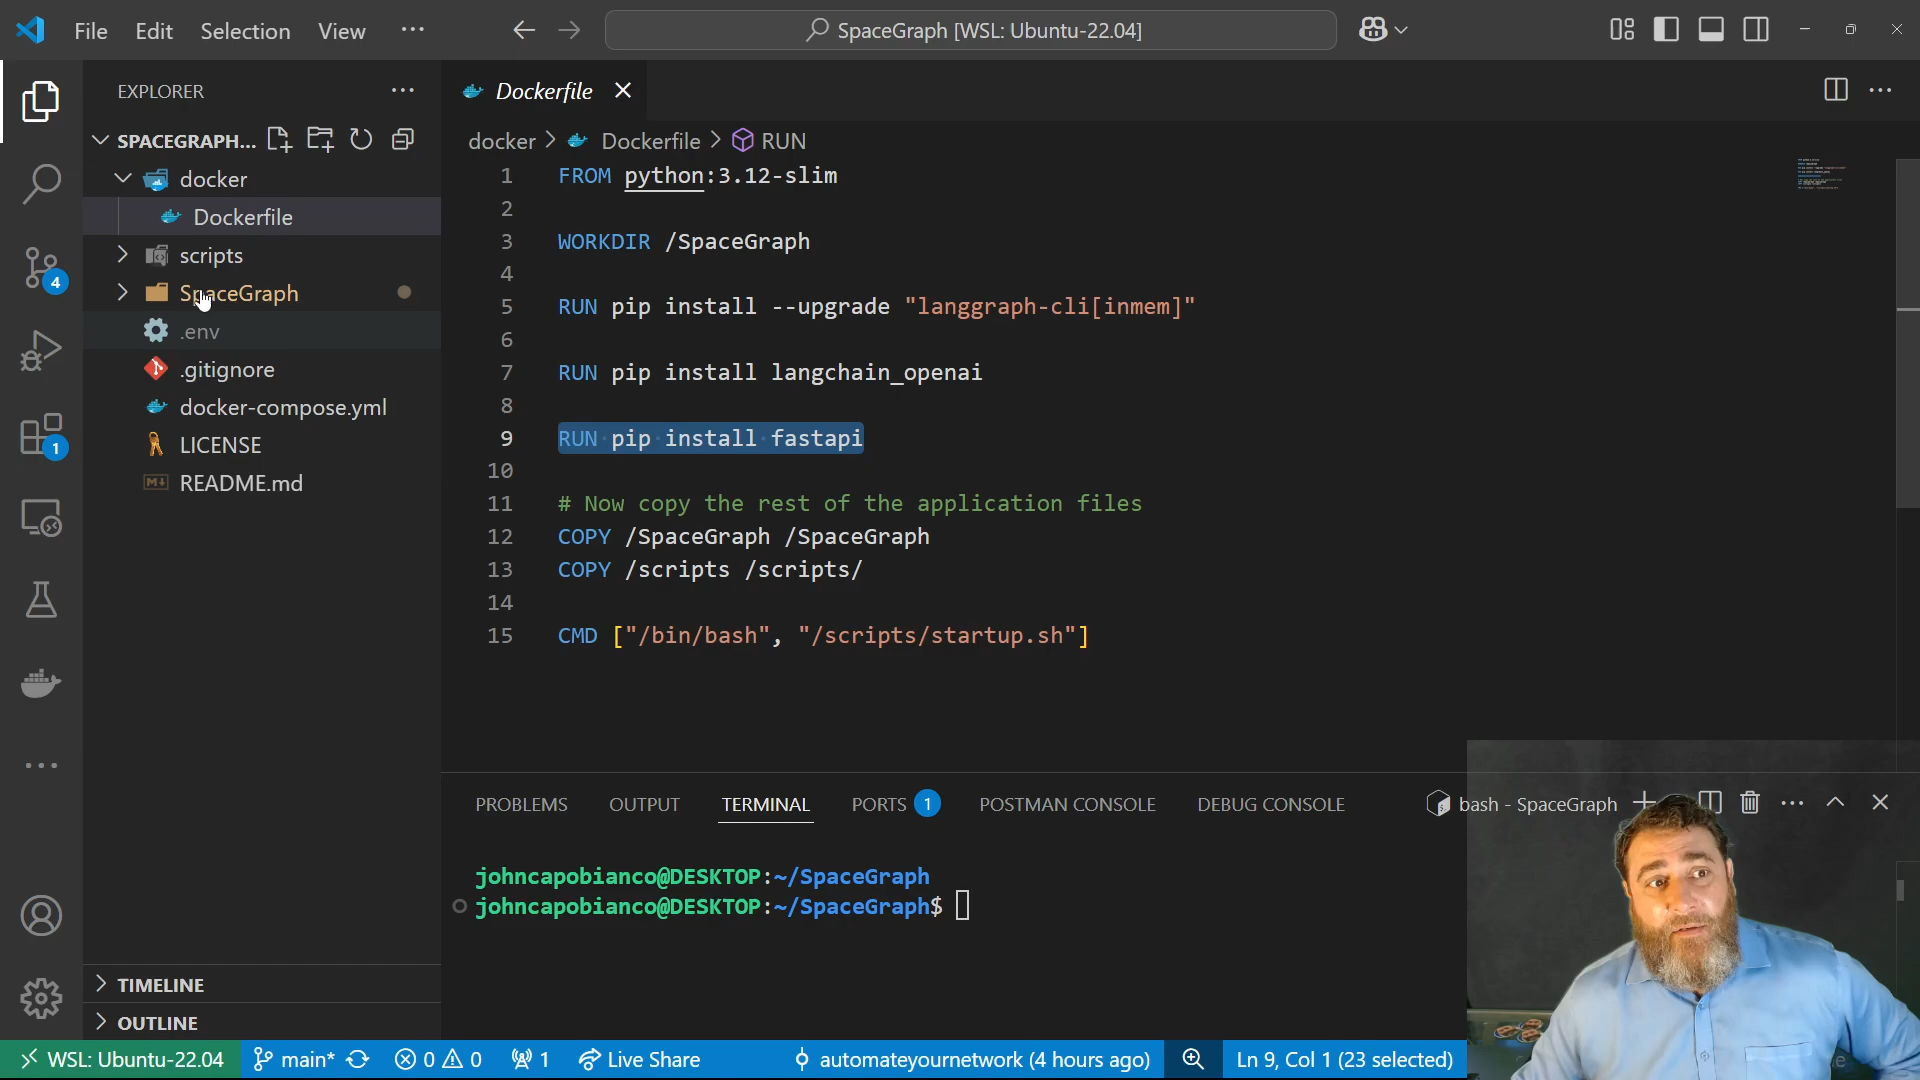 File Edit Selection View ··· SpaceGraph [WSL: Ubuntu-22.04]
EXPLORER
SPACEGRAPH...
docker
Dockerfile
scripts
SpaceGraph
.env
.gitignore
docker-compose.yml
LICENSE
README.md
TIMELINE
OUTLINE
4
1
Dockerfile
docker > Dockerfile > RUN
1 FROM python:3.12-slim
2
3 WORKDIR /SpaceGraph
4
5 RUN pip install --upgrade "langgraph-cli[inmem]"
6
7 RUN pip install langchain_openai
8
9 RUN pip install fastapi
10
11 # Now copy the rest of the application files
12 COPY /SpaceGraph /SpaceGraph
13 COPY /scripts /scripts/
14
15 CMD ["/bin/bash", "/scripts/startup.sh"]
PROBLEMS OUTPUT TERMINAL PORTS 1 POSTMAN CONSOLE DEBUG CONSOLE bash - SpaceGraph
johncapobianco@DESKTOP:~/SpaceGraph
johncapobianco@DESKTOP:~/SpaceGraph$
WSL: Ubuntu-22.04 main* 0 0 1 Live Share automateyournetwork (4 hours ago) Ln 9, Col 1 (23 selected)